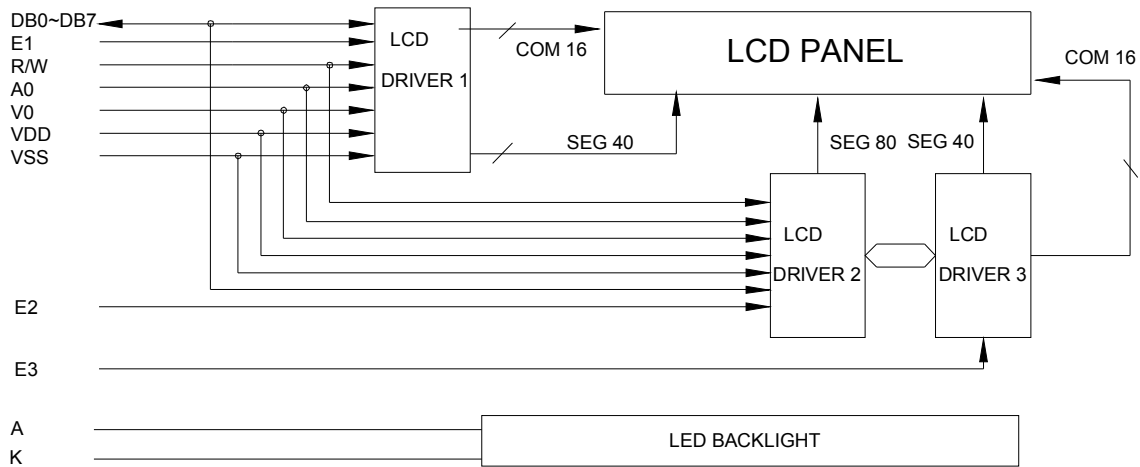 DB0~DB7
E1
R/W
A0
V0
VDD
VSS
LCD
DRIVER 1
COM 16
SEG 40
LCD PANEL
COM 16
SEG 80
SEG 40
LCD
DRIVER 2
LCD
DRIVER 3
E2
E3
A
K
LED BACKLIGHT